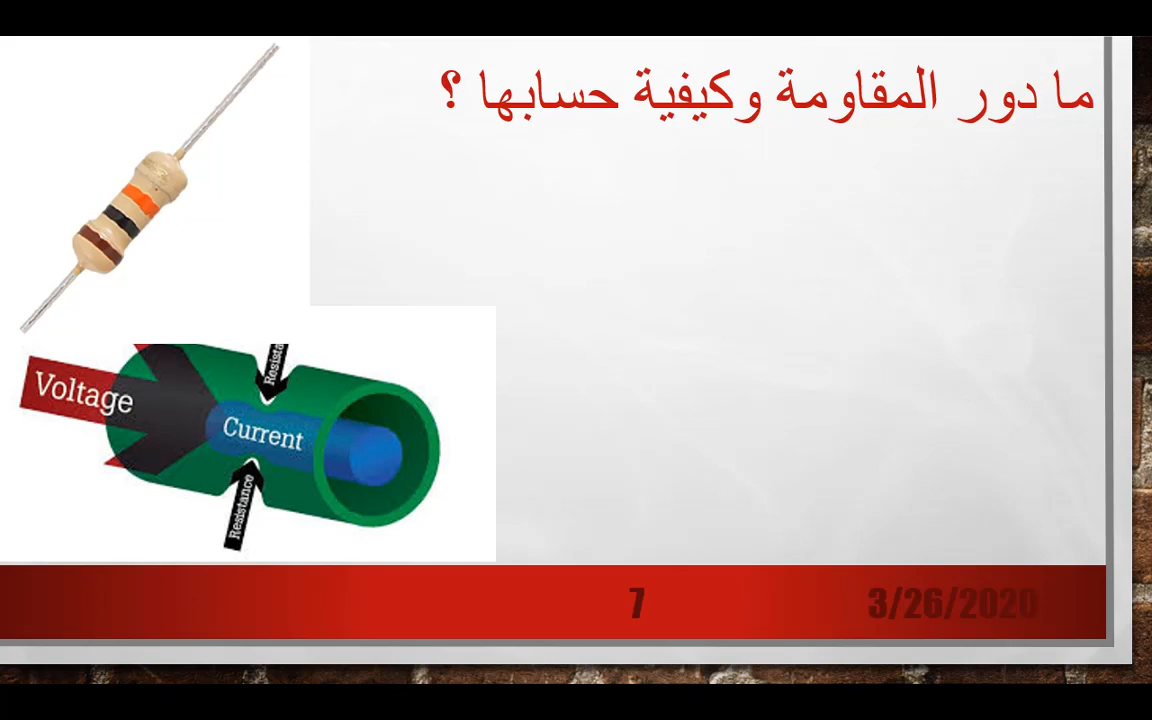 ما دور المقاومة وكيفية حسابها ؟
Voltage
Current
Resistance
7
3/26/2020